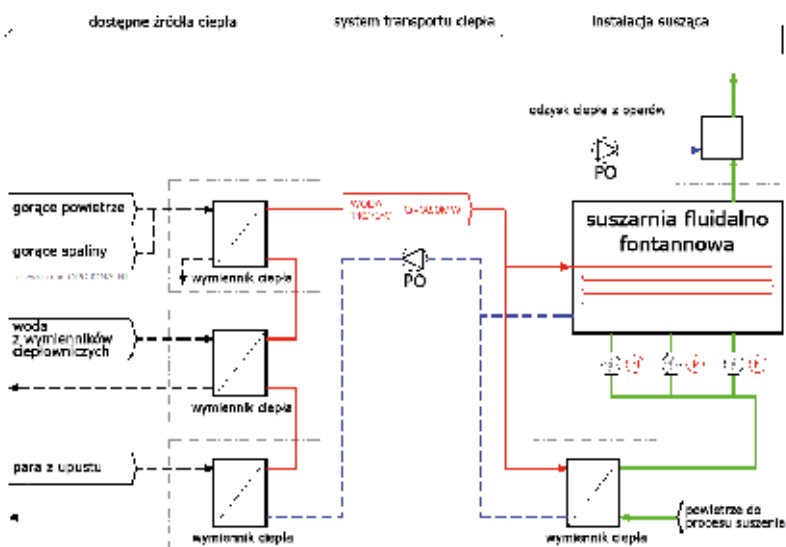 dostępne źródła ciepła
system transportu ciepła
instalacja susząca
odzysk ciepła z oparów
PO
gorące powietrze
WODA
suszarnia fluidalno
fontannowa
gorące spaliny
PO
wymiennik ciepła
woda
z wymienników
ciepłowniczych
wymiennik ciepła
para z upustu
powietrze do
procesu suszenia
wymiennik ciepła
wymiennik ciepła